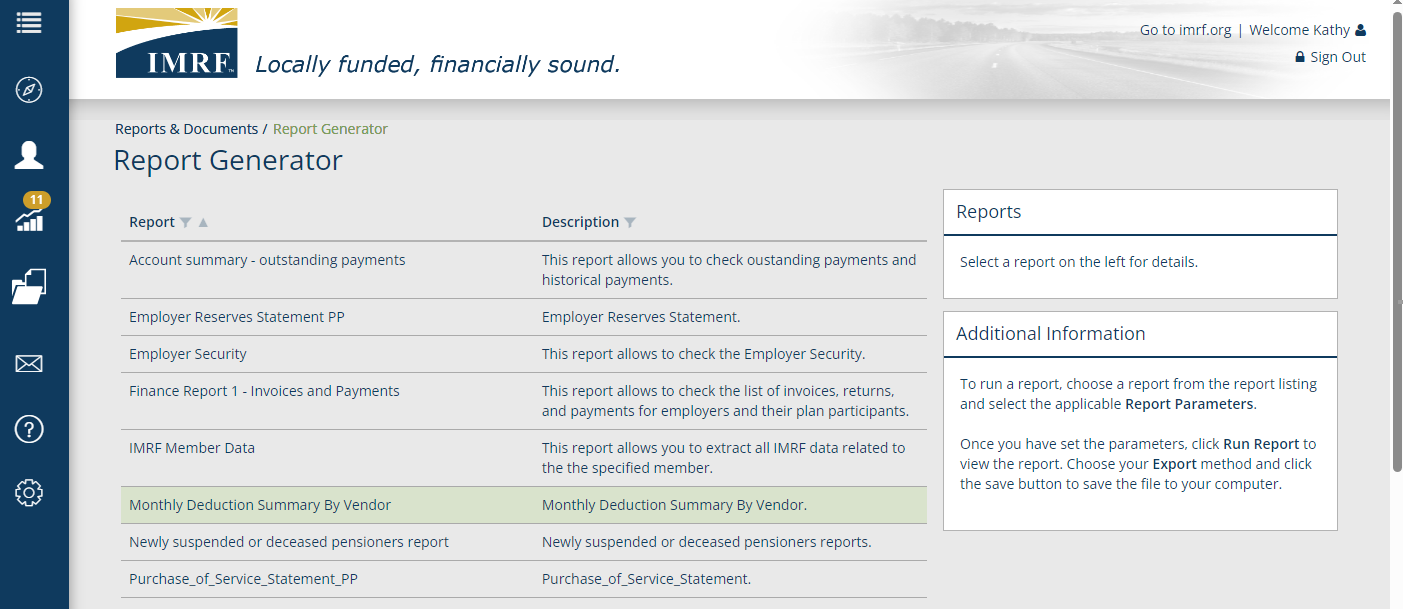 IMRF™
Locally funded, financially sound.
Go to imrf.org | Welcome Kathy
Sign Out
11
?
Reports & Documents / Report Generator
Report Generator
Report
Description
Account summary - outstanding payments
This report allows you to check oustanding payments and
historical payments.
Employer Reserves Statement PP
Employer Reserves Statement.
Employer Security
This report allows to check the Employer Security.
Finance Report 1 - Invoices and Payments
This report allows to check the list of invoices, returns,
and payments for employers and their plan participants.
IMRF Member Data
This report allows you to extract all IMRF data related to
the the specified member.
Monthly Deduction Summary By Vendor
Monthly Deduction Summary By Vendor.
Newly suspended or deceased pensioners report
Newly suspended or deceased pensioners reports.
Purchase_of_Service_Statement_PP
Purchase_of_Service_Statement.
Reports
Select a report on the left for details.
Additional Information
To run a report, choose a report from the report listing
and select the applicable Report Parameters.
Once you have set the parameters, click Run Report to
view the report. Choose your Export method and click
the save button to save the file to your computer.